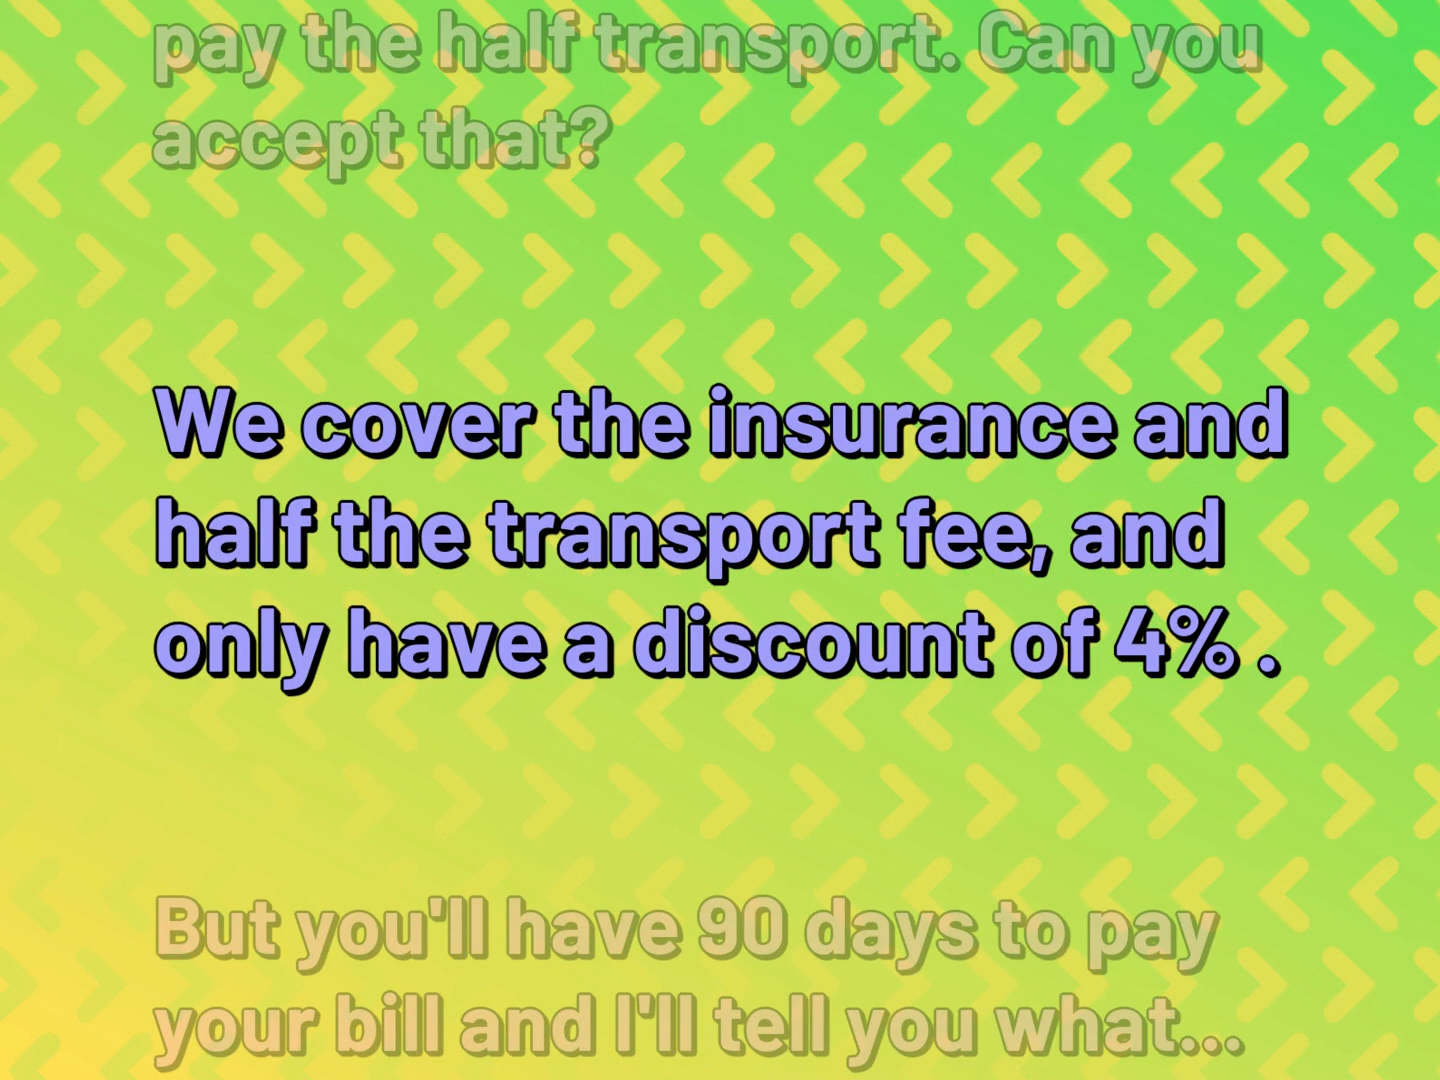 pay the half transport. Can you
accept that?
We cover the insurance and
half the transport fee, and
only have a discount of 4% .
But you'll have 90 days to pay
your bill and I'll tell you what...